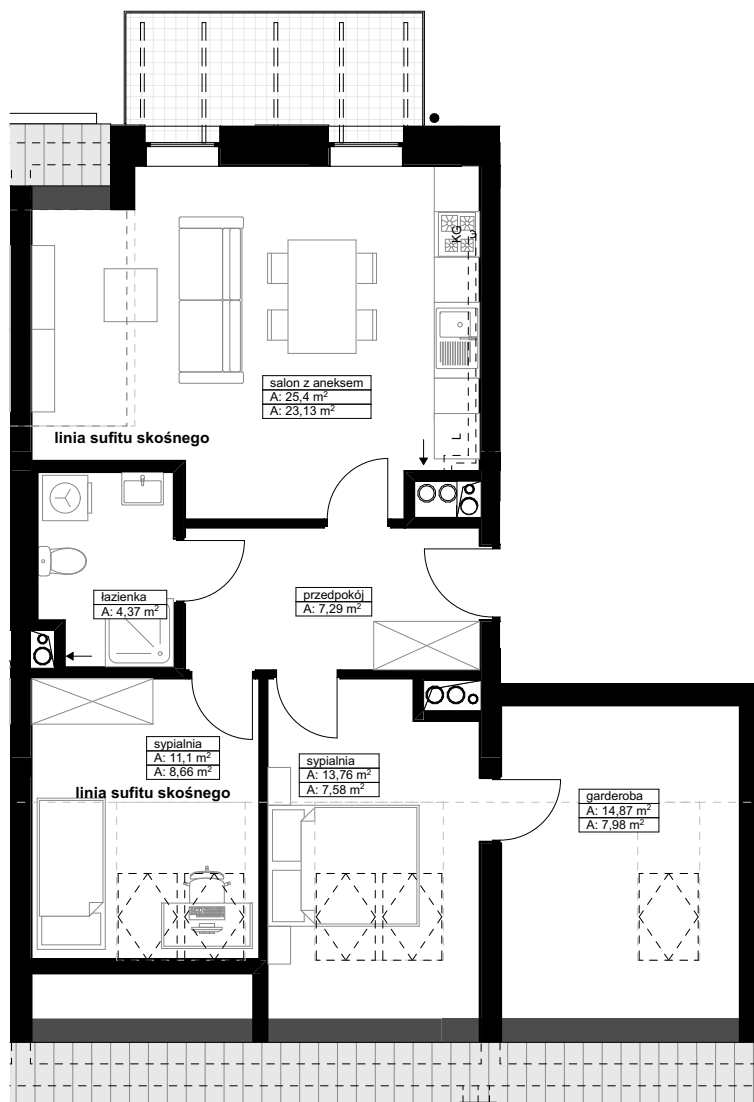 KG
salon z aneksem
A: 25,4 m²
A: 23,13 m²
linia sufitu skośnego
L
łazienka
A: 4,37 m²
przedpokój
A: 7,29 m²
sypialnia
A: 11,1 m²
A: 8,66 m²
sypialnia
A: 13,76 m²
A: 7,58 m²
linia sufitu skośnego
garderoba
A: 14,87 m²
A: 7,98 m²